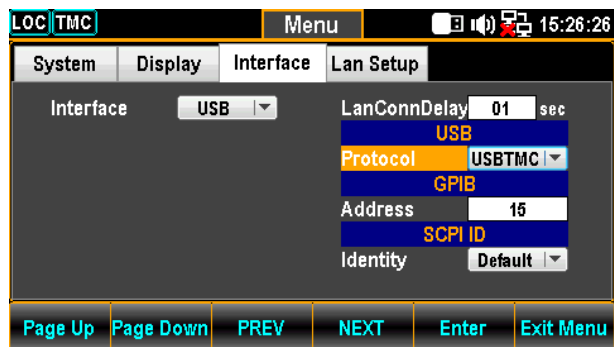 LOC TMC Menu 15:26:26
System Display Interface Lan Setup
Interface USB LanConnDelay 01 sec
USB
Protocol USBTMC
GPIB
Address 15
SCPI ID
Identity Default
Page Up Page Down PREV NEXT Enter Exit Menu